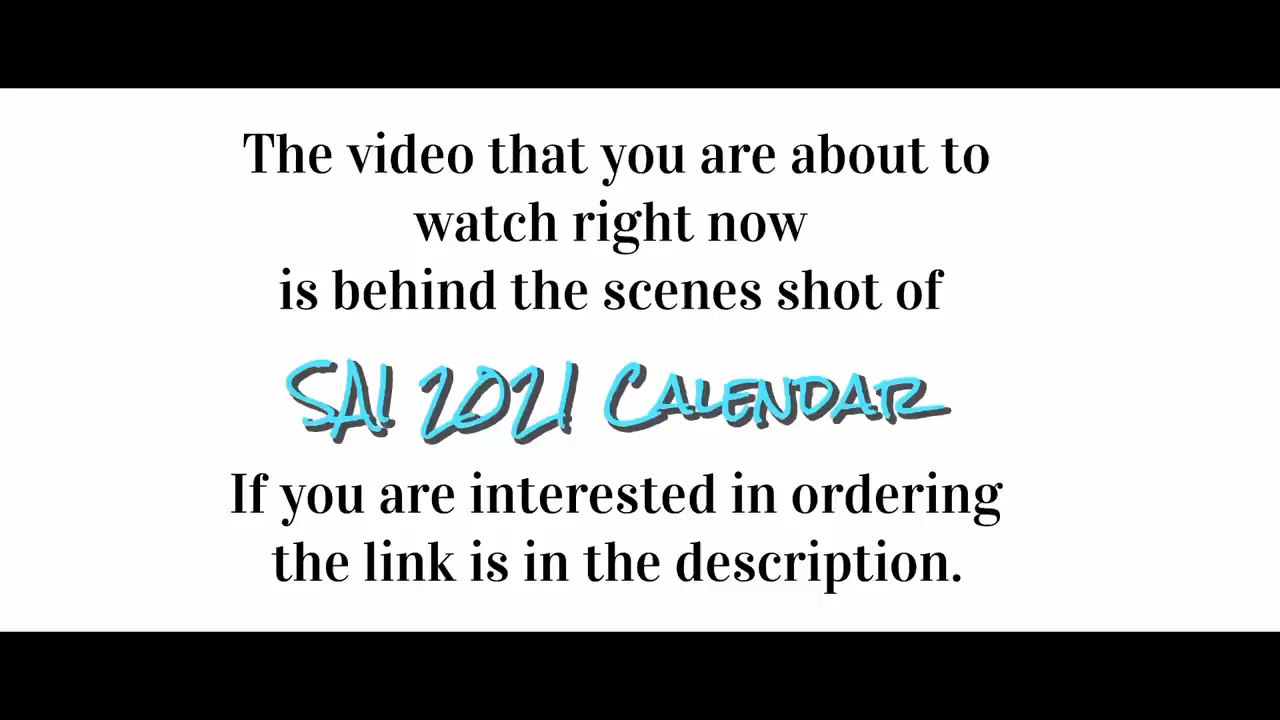 The video that you are about to
watch right now
is behind the scenes shot of
SAI 2021 CALENDAR
If you are interested in ordering
the link is in the description.